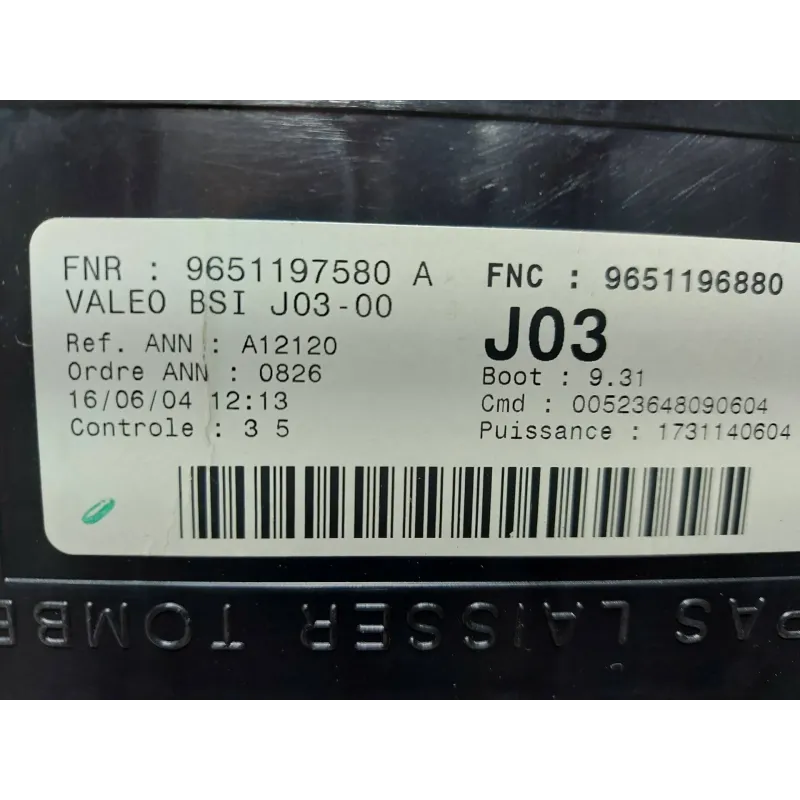 FNR : 9651197580 A
VALEO BSI J03-00
Ref. ANN : A12120
Ordre ANN : 0826
16/06/04 12:13
Controle : 3 5
FNC : 9651196880
J03
Boot : 9.31
Cmd : 00523648090604
Puissance : 1731140604
PAS LAISSER TOMBE